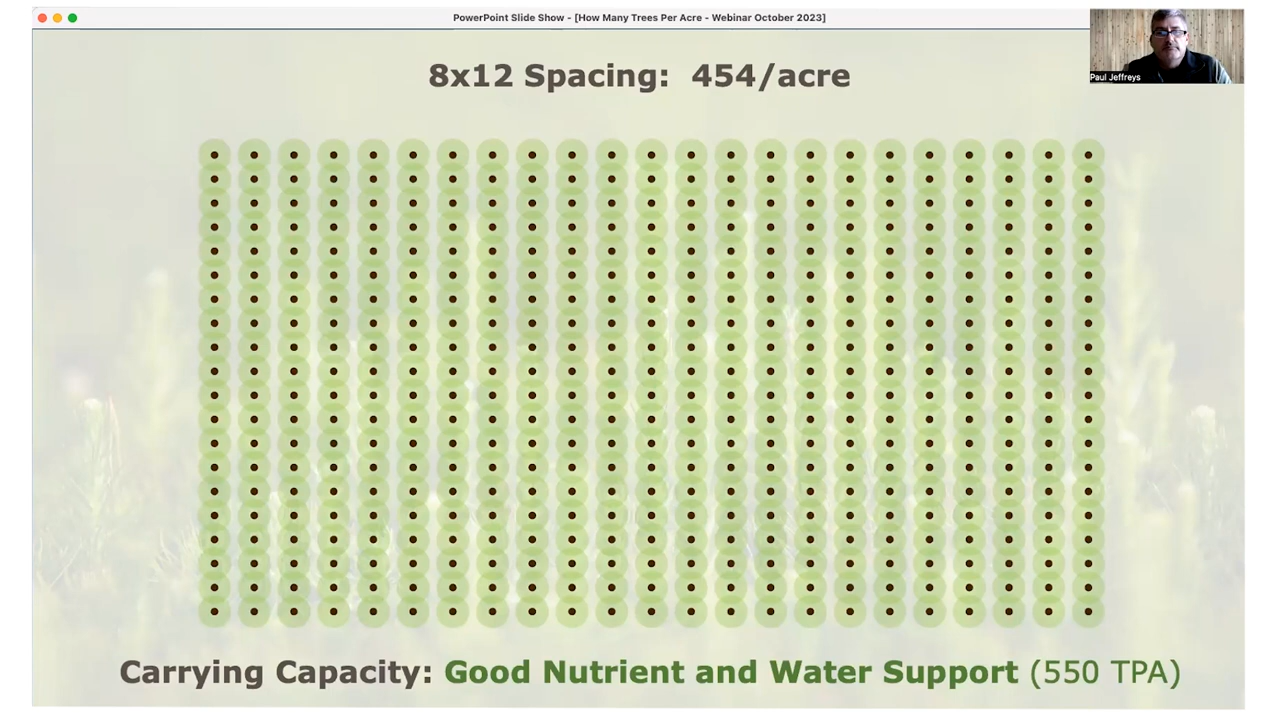 PowerPoint Slide Show - [How Many Trees Per Acre - Webinar October 2023]
Paul Jeffreys
8x12 Spacing: 454/acre
Carrying Capacity: Good Nutrient and Water Support (550 TPA)